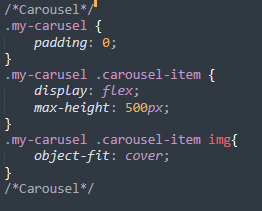 /*Carousel*/
.my-carusel {
    padding: 0;
}
.my-carusel .carousel-item {
    display: flex;
    max-height: 500px;
}
.my-carusel .carousel-item img{
    object-fit: cover;
}
/*Carousel*/